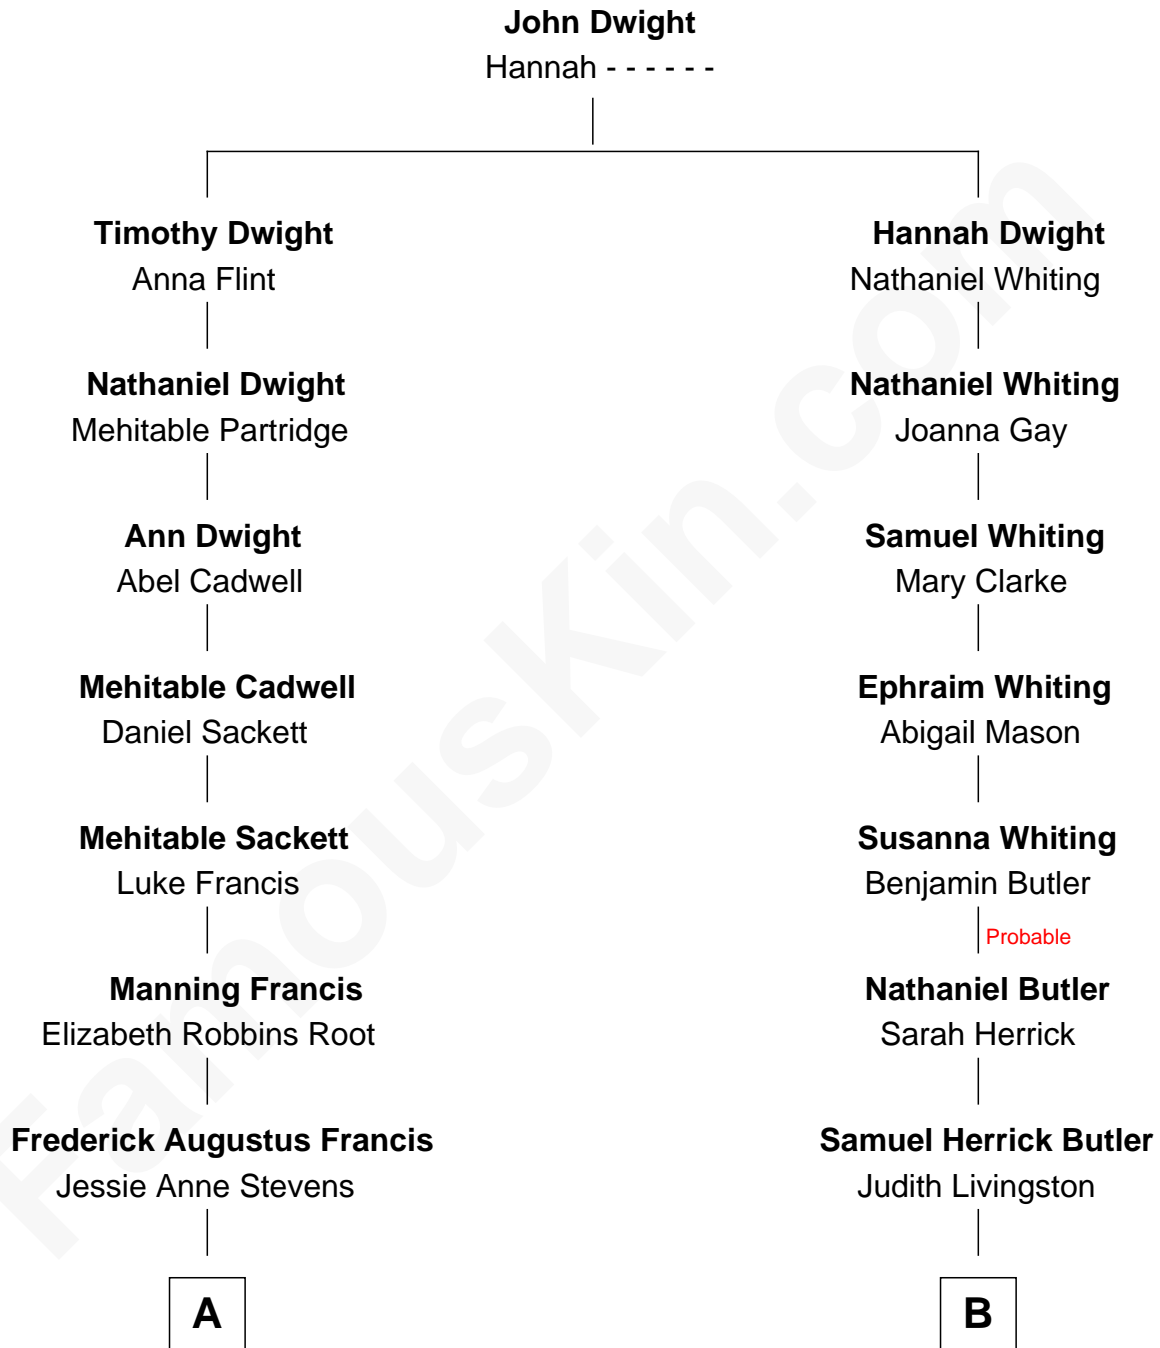 John Dwight
Hannah - - - - - -
Timothy Dwight
Anna Flint
Hannah Dwight
Nathaniel Whiting
Nathaniel Dwight
Mehitable Partridge
Nathaniel Whiting
Joanna Gay
Ann Dwight
Abel Cadwell
Samuel Whiting
Mary Clarke
Mehitable Cadwell
Daniel Sackett
Ephraim Whiting
Abigail Mason
Mehitable Sackett
Luke Francis
Susanna Whiting
Benjamin Butler
Probable
Manning Francis
Elizabeth Robbins Root
Nathaniel Butler
Sarah Herrick
Frederick Augustus Francis
Jessie Anne Stevens
Samuel Herrick Butler
Judith Livingston
A
B
FamousKin.com